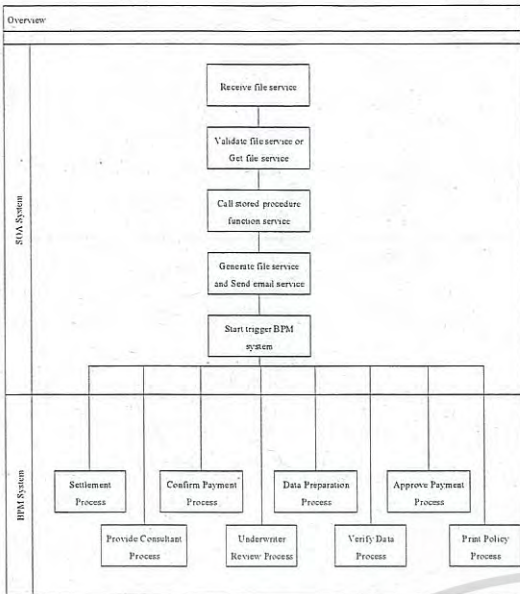 Overview
SOA System
Receive file service
Validate file service or
Get file service
Call stored procedure
function service
Generate file service
and Send email service
Start trigger BPM
system
BPM System
Settlement
Process
Confirm Payment
Process
Data Preparation
Process
Approve Payment
Process
Provide Consultant
Process
Underwriter
Review Process
Verify Data
Process
Print Policy
Process